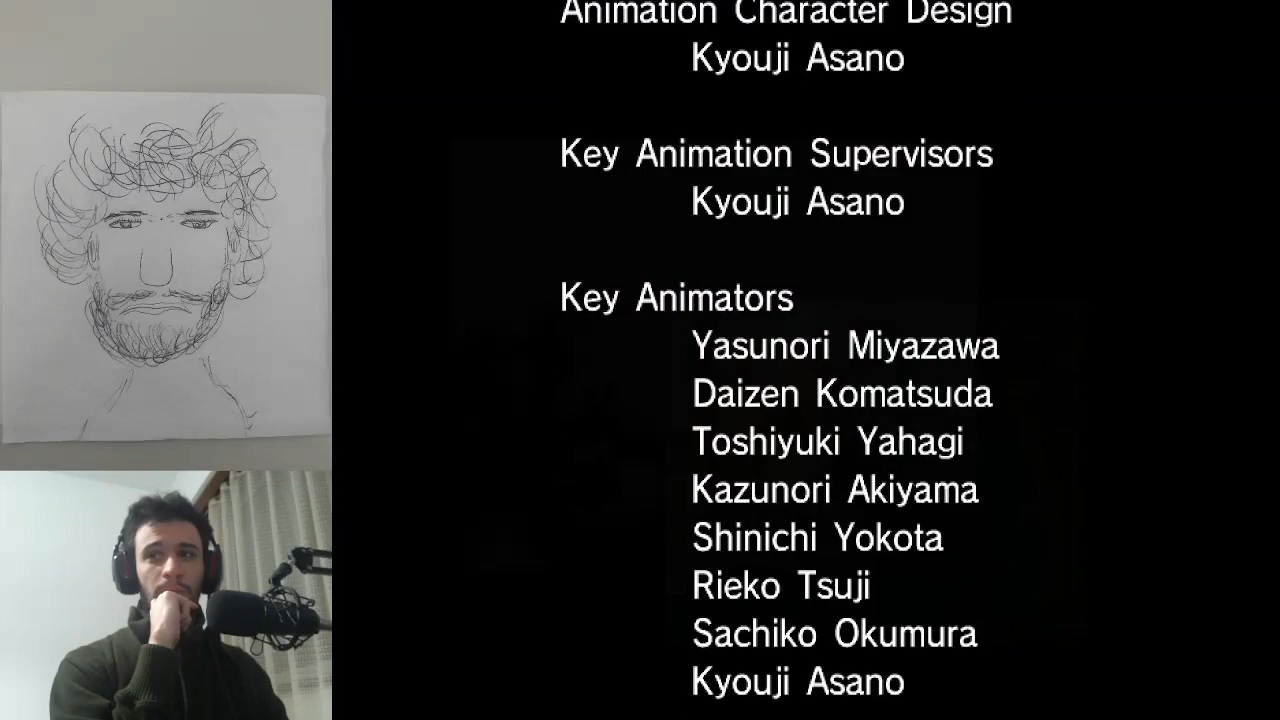 Animation Character Design
Kyouji Asano
Key Animation Supervisors
Kyouji Asano
Key Animators
Yasunori Miyazawa
Daizen Komatsuda
Toshiyuki Yahagi
Kazunori Akiyama
Shinichi Yokota
Rieko Tsuji
Sachiko Okumura
Kyouji Asano